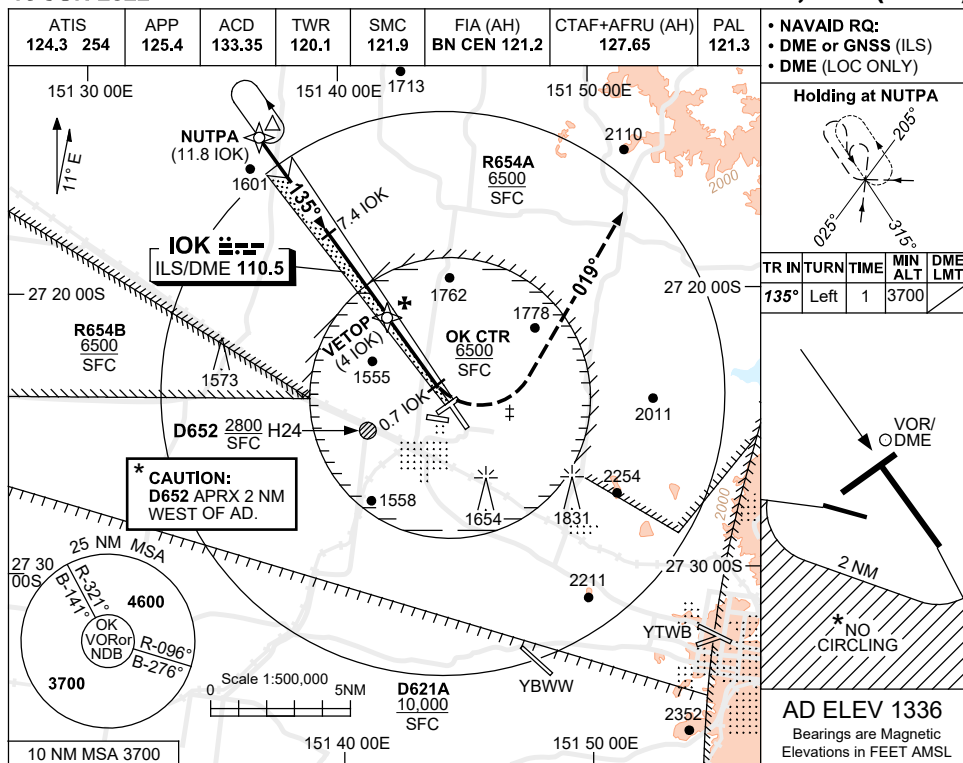 ATIS
124.3 254
APP
125.4
ACD
133.35
TWR
120.1
SMC
121.9
FIA (AH)
BN CEN 121.2
CTAF+AFRU (AH)
127.65
PAL
121.3
• NAVAID RQ:
• DME or GNSS (ILS)
• DME (LOC ONLY)
Holding at NUTPA
205°
025°
315°
TR IN TURN TIME MIN ALT DME LMT
135° Left 1 3700
151 30 00E
151 40 00E
151 50 00E
1713
11° E
NUTPA
(11.8 IOK)
1601
2110
2000
R654A
6500
SFC
135°
7.4 IOK
IOK
ILS/DME 110.5
019°
27 20 00S
27 20 00S
1762
1778
VETOP
(4 IOK)
OK CTR
6500
SFC
R654B
6500
SFC
1573
1555
2011
0.7 IOK
‡
D652 2800 H24
SFC
* CAUTION:
D652 APRX 2 NM
WEST OF AD.
1558
1654
1831
2254
2000
25 NM MSA
27 30
00S
27 30 00S
R-321°
B-141°
4600
OK
VORor
NDB
R-096°
B-276°
3700
2211
YTWB
YBWW
Scale 1:500,000
0
5NM
D621A
10,000
SFC
2352
10 NM MSA 3700
151 40 00E
151 50 00E
VOR/
DME
2 NM
*NO
CIRCLING
AD ELEV 1336
Bearings are Magnetic
Elevations in FEET AMSL